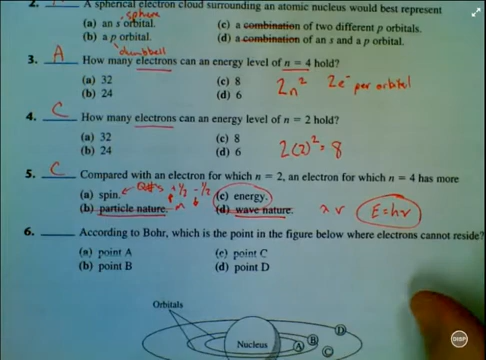 2. A spherical electron cloud surrounding an atomic nucleus would best represent
sphere
(a) an s orbital. (c) a combination of two different p orbitals.
(b) a p orbital. (d) a combination of an s and a p orbital.
dumbbell
3. A How many electrons can an energy level of n = 4 hold?
(a) 32 (c) 8 2n² 2e⁻ per orbital
(b) 24 (d) 6
4. C How many electrons can an energy level of n = 2 hold?
(a) 32 (c) 8
(b) 24 (d) 6 2(2)² = 8
5. C Compared with an electron for which n = 2, an electron for which n = 4 has more
(a) spin. Q#'s +1/2 -1/2 (c) energy.
(b) particle nature. (d) wave nature. λ ν E=hν
6. According to Bohr, which is the point in the figure below where electrons cannot reside?
(a) point A (c) point C
(b) point B (d) point D
Orbitals
D
Nucleus A B
C
DISP